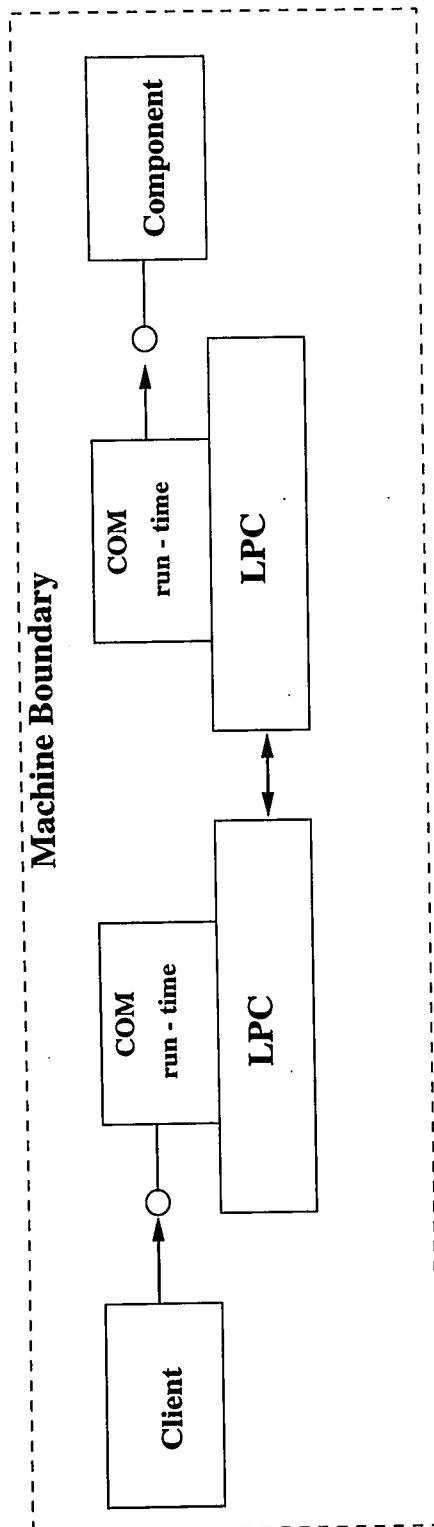 Machine Boundary
Client
COM
run - time
LPC
COM
run - time
LPC
Component